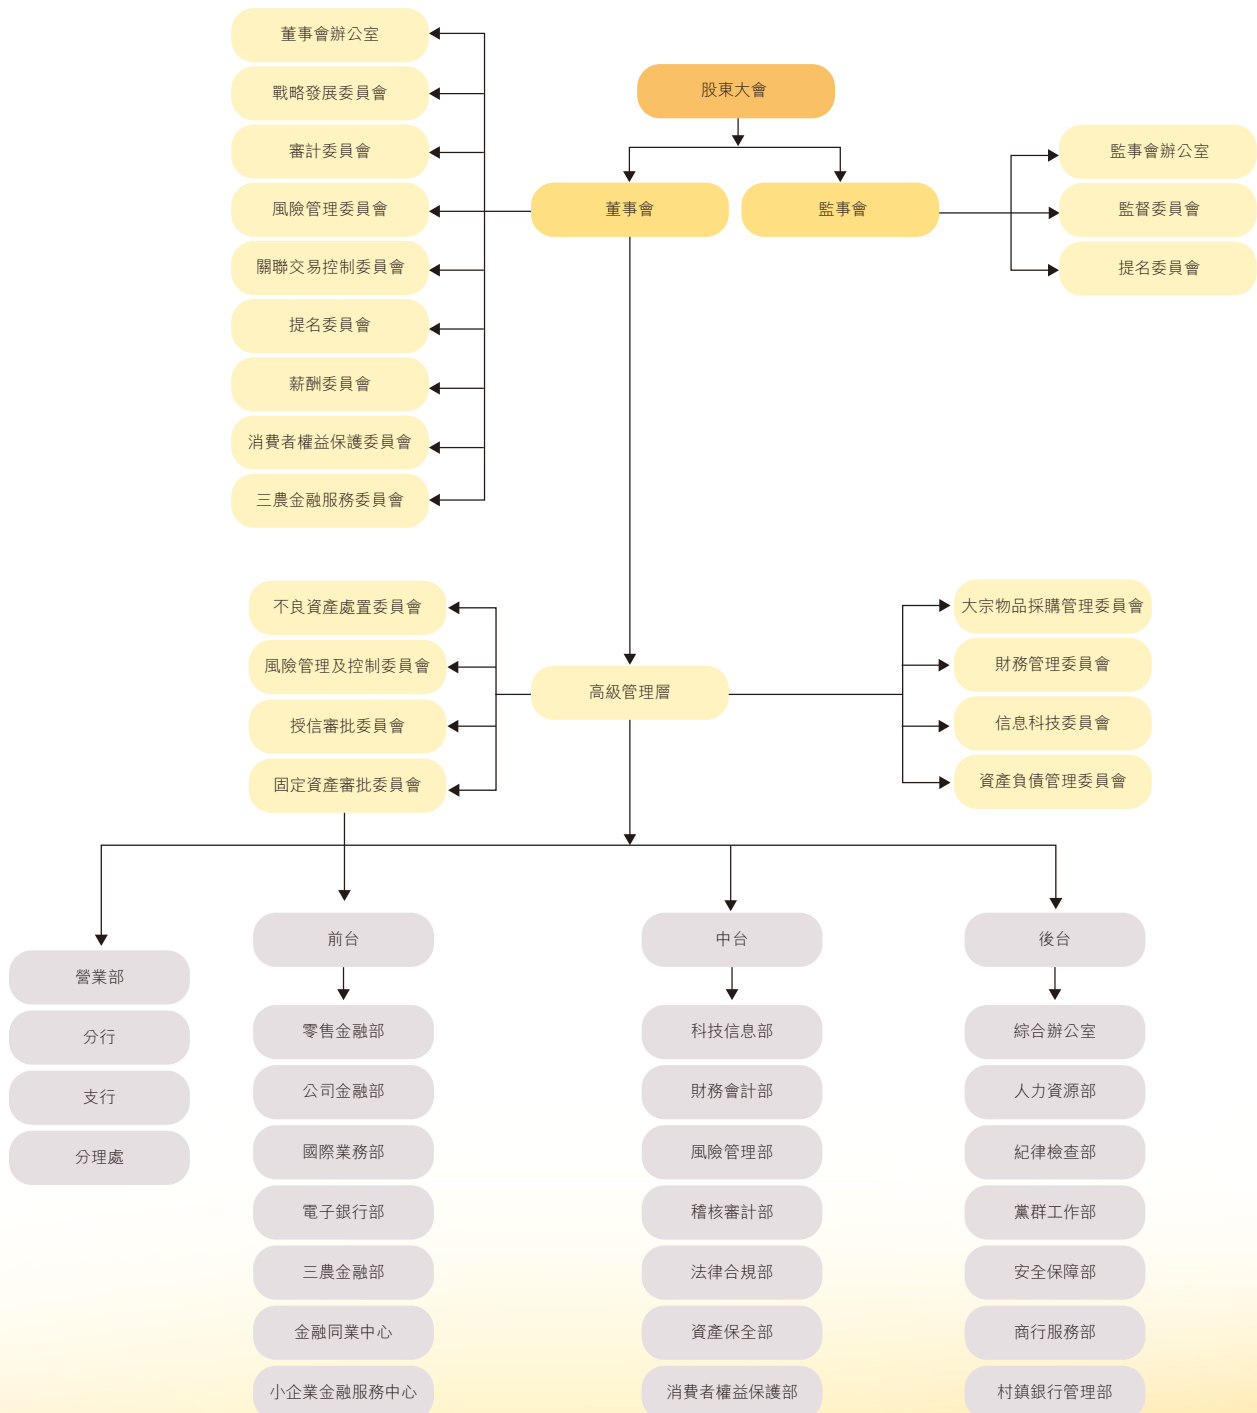 股東大會
董事會
監事會
董事會辦公室
戰略發展委員會
審計委員會
風險管理委員會
關聯交易控制委員會
提名委員會
薪酬委員會
消費者權益保護委員會
三農金融服務委員會
監事會辦公室
監督委員會
提名委員會
高級管理層
不良資產處置委員會
風險管理及控制委員會
授信審批委員會
固定資產審批委員會
大宗物品採購管理委員會
財務管理委員會
信息科技委員會
資產負債管理委員會
營業部
分行
支行
分理處
前台
零售金融部
公司金融部
國際業務部
電子銀行部
三農金融部
金融同業中心
小企業金融服務中心
中台
科技信息部
財務會計部
風險管理部
稽核審計部
法律合規部
資產保全部
消費者權益保護部
後台
綜合辦公室
人力資源部
紀律檢查部
黨群工作部
安全保障部
商行服務部
村鎮銀行管理部